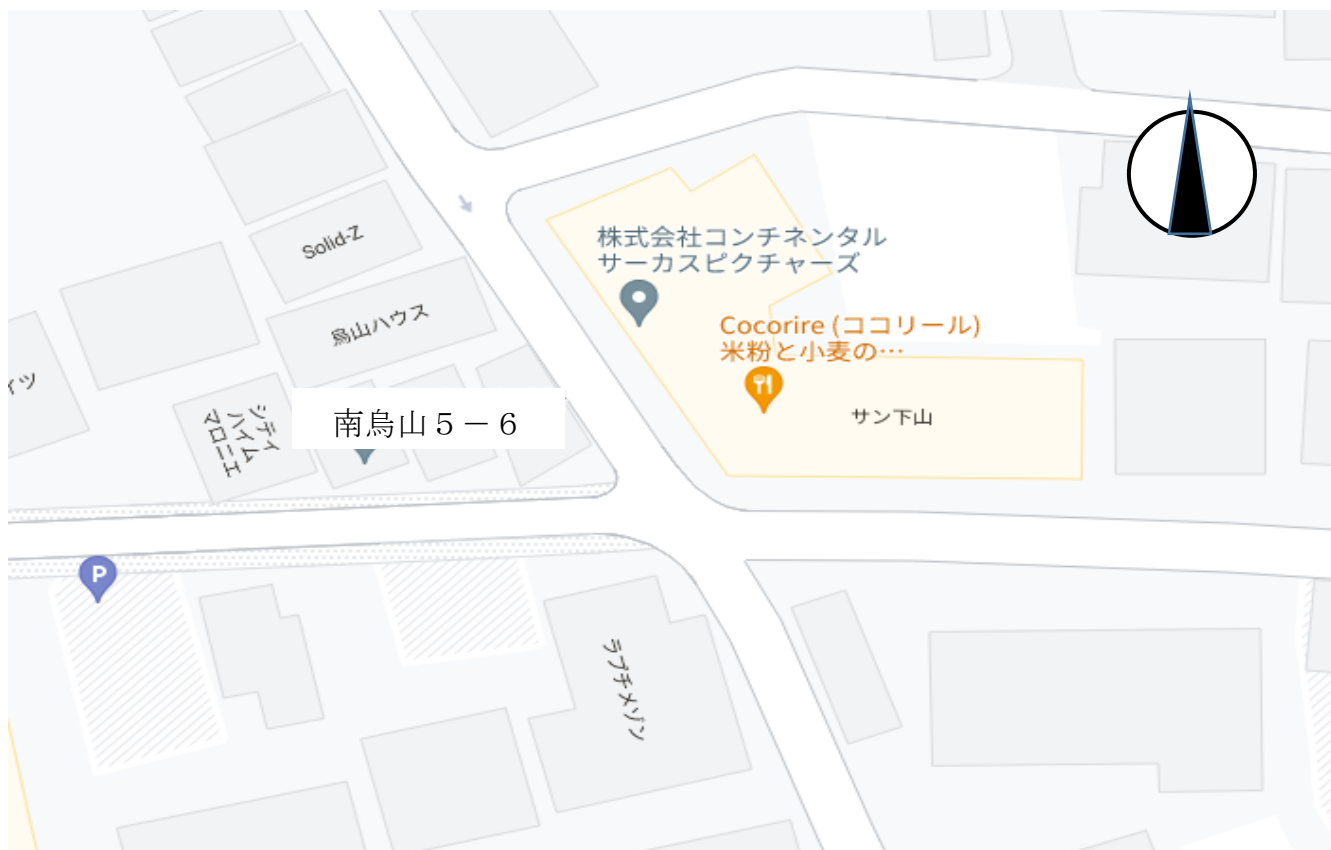 Solid-Z
烏山ハウス
シティ
ハイム
マロニエ
南烏山５－６
株式会社コンチネンタル
サーカスピクチャーズ
Cocorire (ココリール)
米粉と小麦の…
サン下山
P
ラプチメゾン